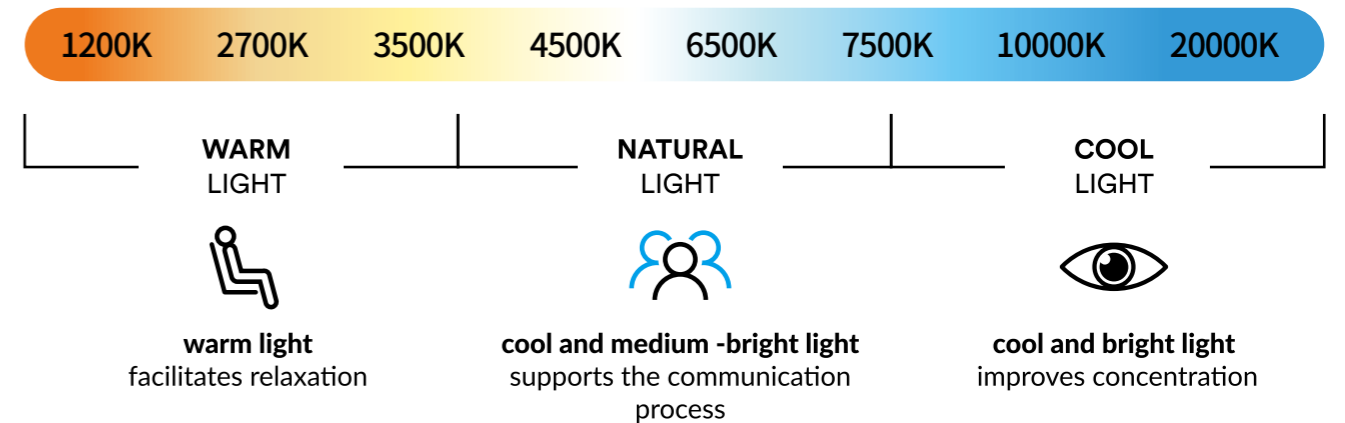 1200K 2700K 3500K 4500K 6500K 7500K 10000K 20000K
WARM
LIGHT
NATURAL
LIGHT
COOL
LIGHT
warm light
facilitates relaxation
cool and medium -bright light
supports the communication
process
cool and bright light
improves concentration